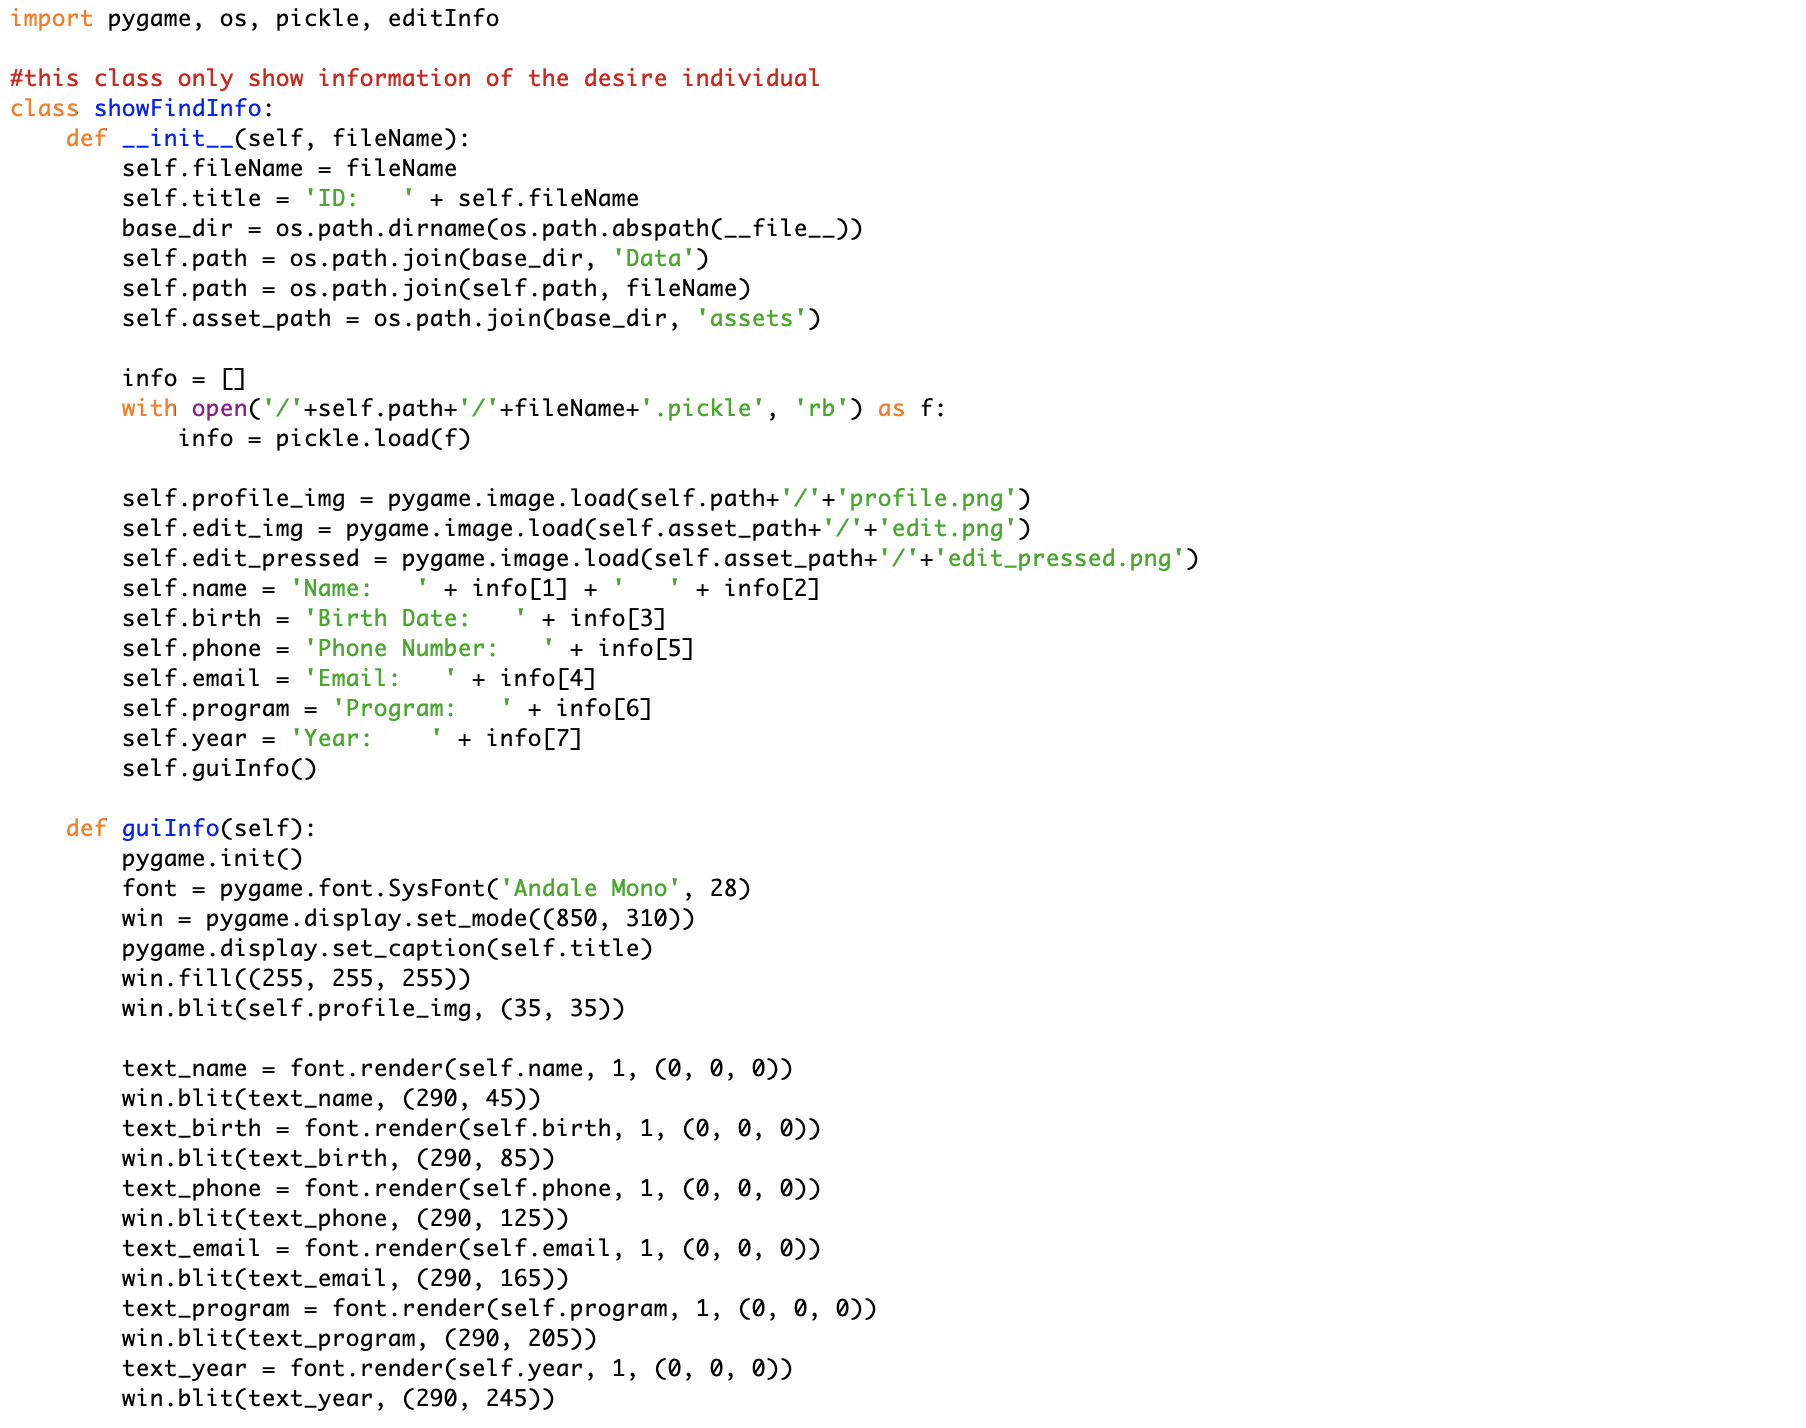 import pygame, os, pickle, editInfo

#this class only show information of the desire individual
class showFindInfo:
    def __init__(self, fileName):
        self.fileName = fileName
        self.title = 'ID:   ' + self.fileName
        base_dir = os.path.dirname(os.path.abspath(__file__))
        self.path = os.path.join(base_dir, 'Data')
        self.path = os.path.join(self.path, fileName)
        self.asset_path = os.path.join(base_dir, 'assets')

        info = []
        with open('/'+self.path+'/'+fileName+'.pickle', 'rb') as f:
            info = pickle.load(f)

        self.profile_img = pygame.image.load(self.path+'/'+'profile.png')
        self.edit_img = pygame.image.load(self.asset_path+'/'+'edit.png')
        self.edit_pressed = pygame.image.load(self.asset_path+'/'+'edit_pressed.png')
        self.name = 'Name:   ' + info[1] + '   ' + info[2]
        self.birth = 'Birth Date:   ' + info[3]
        self.phone = 'Phone Number:   ' + info[5]
        self.email = 'Email:   ' + info[4]
        self.program = 'Program:   ' + info[6]
        self.year = 'Year:    ' + info[7]
        self.guiInfo()

    def guiInfo(self):
        pygame.init()
        font = pygame.font.SysFont('Andale Mono', 28)
        win = pygame.display.set_mode((850, 310))
        pygame.display.set_caption(self.title)
        win.fill((255, 255, 255))
        win.blit(self.profile_img, (35, 35))

        text_name = font.render(self.name, 1, (0, 0, 0))
        win.blit(text_name, (290, 45))
        text_birth = font.render(self.birth, 1, (0, 0, 0))
        win.blit(text_birth, (290, 85))
        text_phone = font.render(self.phone, 1, (0, 0, 0))
        win.blit(text_phone, (290, 125))
        text_email = font.render(self.email, 1, (0, 0, 0))
        win.blit(text_email, (290, 165))
        text_program = font.render(self.program, 1, (0, 0, 0))
        win.blit(text_program, (290, 205))
        text_year = font.render(self.year, 1, (0, 0, 0))
        win.blit(text_year, (290, 245))